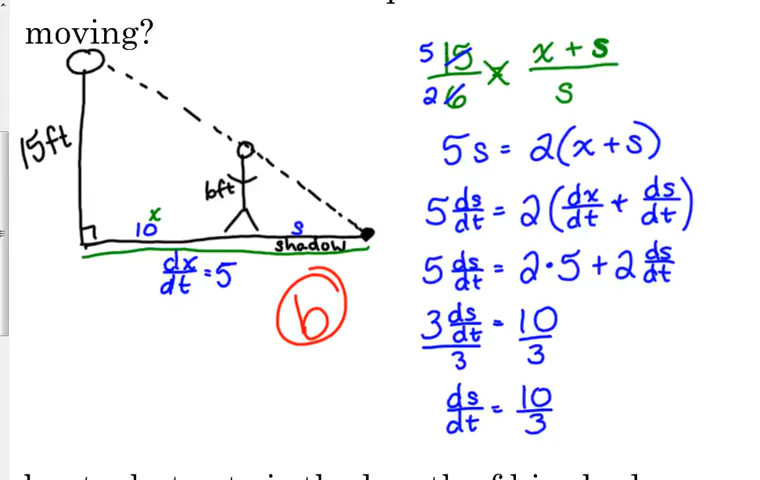 moving?
15ft
6ft
x
10
s
shadow
dx/dt = 5
b
5 15/2 6 × x + s/s
5s = 2(x + s)
5 ds/dt = 2(dx/dt + ds/dt)
5 ds/dt = 2 · 5 + 2 ds/dt
3 ds/dt/3 = 10/3
ds/dt = 10/3